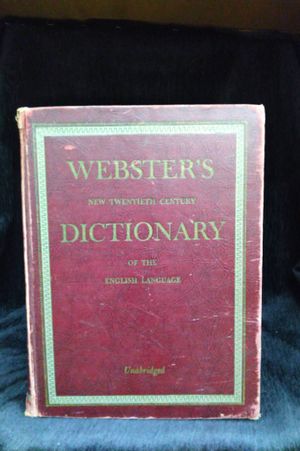 WEBSTER'S
NEW TWENTIETH CENTURY
DICTIONARY
OF THE
ENGLISH LANGUAGE
Unabridged